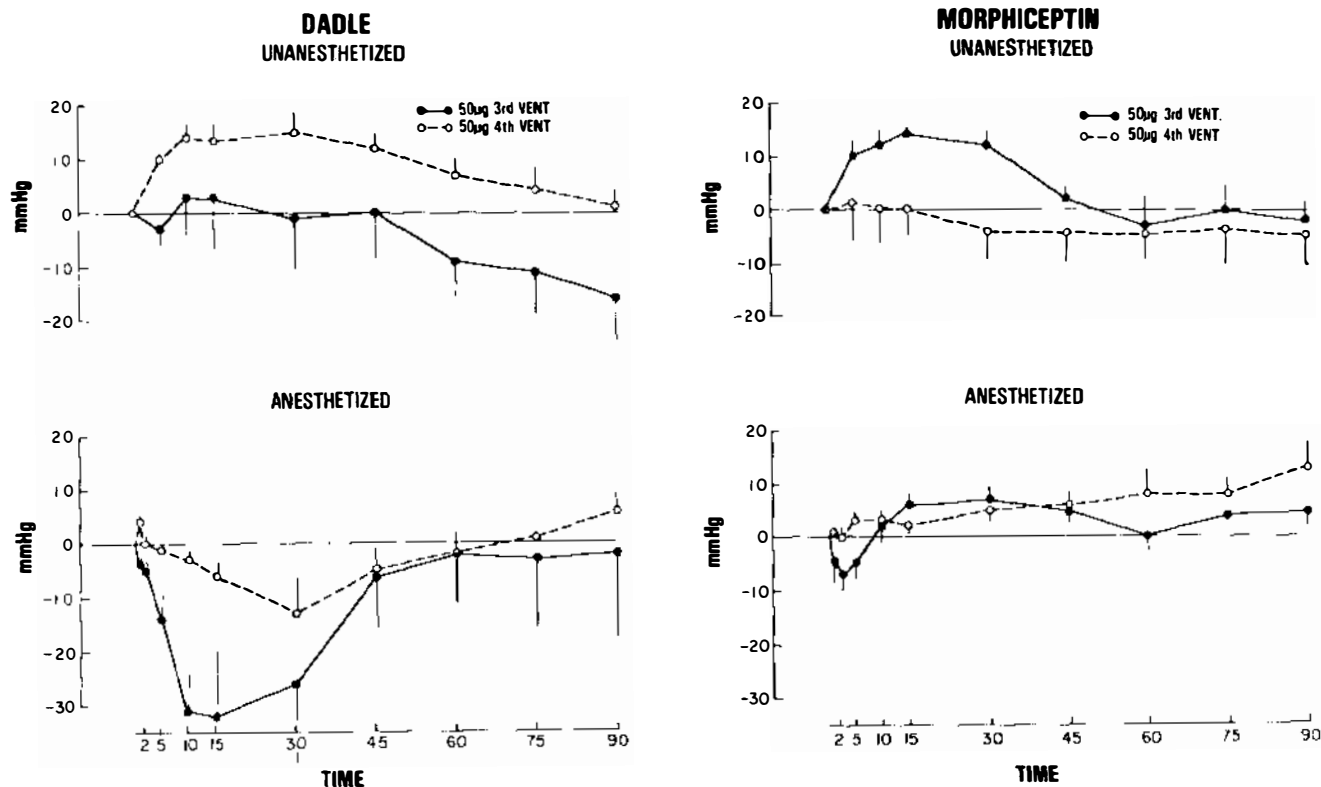 DADLE
UNANESTHETIZED
50µg 3rd VENT
50µg 4th VENT
20
10
0
-10
-20
mmHg
ANESTHETIZED
20
10
0
-10
-20
-30
mmHg
2 5 10 15 30 45 60 75 90
TIME
MORPHICEPTIN
UNANESTHETIZED
50µg 3rd VENT.
50µg 4th VENT
20
10
0
-10
-20
mmHg
ANESTHETIZED
20
10
0
-10
-20
-30
mmHg
2 5 10 15 30 45 60 75 90
TIME